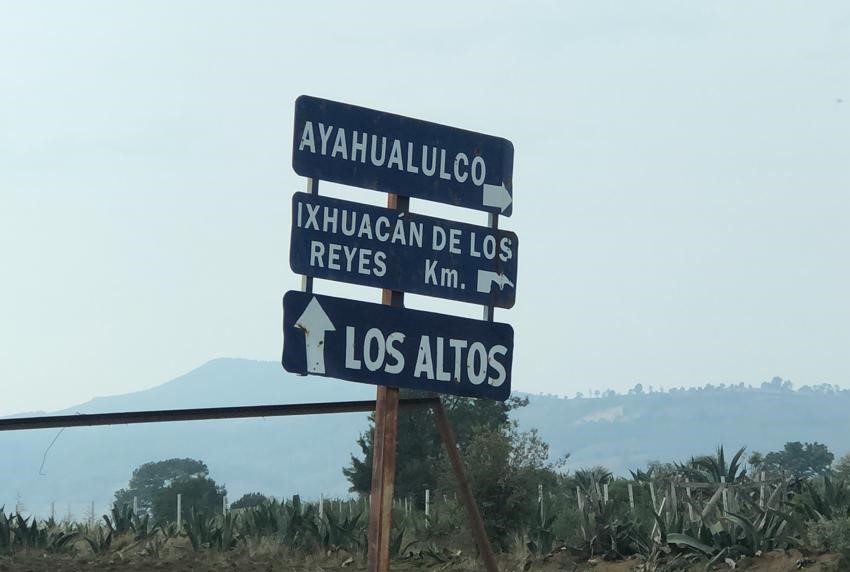 AYAHUALULCO
IXHUACÁN DE LOS
REYES Km.
LOS ALTOS